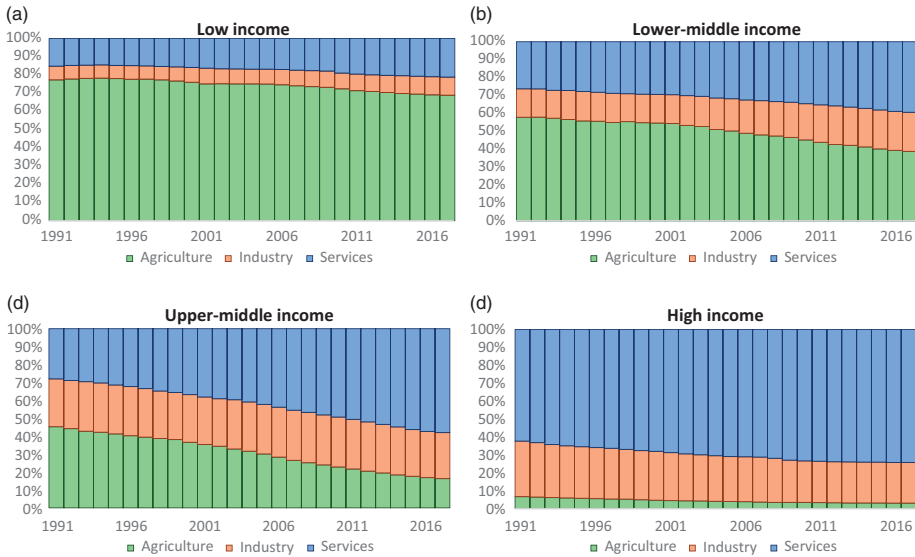 (a)
Low income
100%
90%
80%
70%
60%
50%
40%
30%
20%
10%
0%
1991 1996 2001 2006 2011 2016
Agriculture Industry Services
(b)
Lower-middle income
100%
90%
80%
70%
60%
50%
40%
30%
20%
10%
0%
1991 1996 2001 2006 2011 2016
Agriculture Industry Services
(d)
Upper-middle income
100%
90%
80%
70%
60%
50%
40%
30%
20%
10%
0%
1991 1996 2001 2006 2011 2016
Agriculture Industry Services
(d)
High income
100%
90%
80%
70%
60%
50%
40%
30%
20%
10%
0%
1991 1996 2001 2006 2011 2016
Agriculture Industry Services